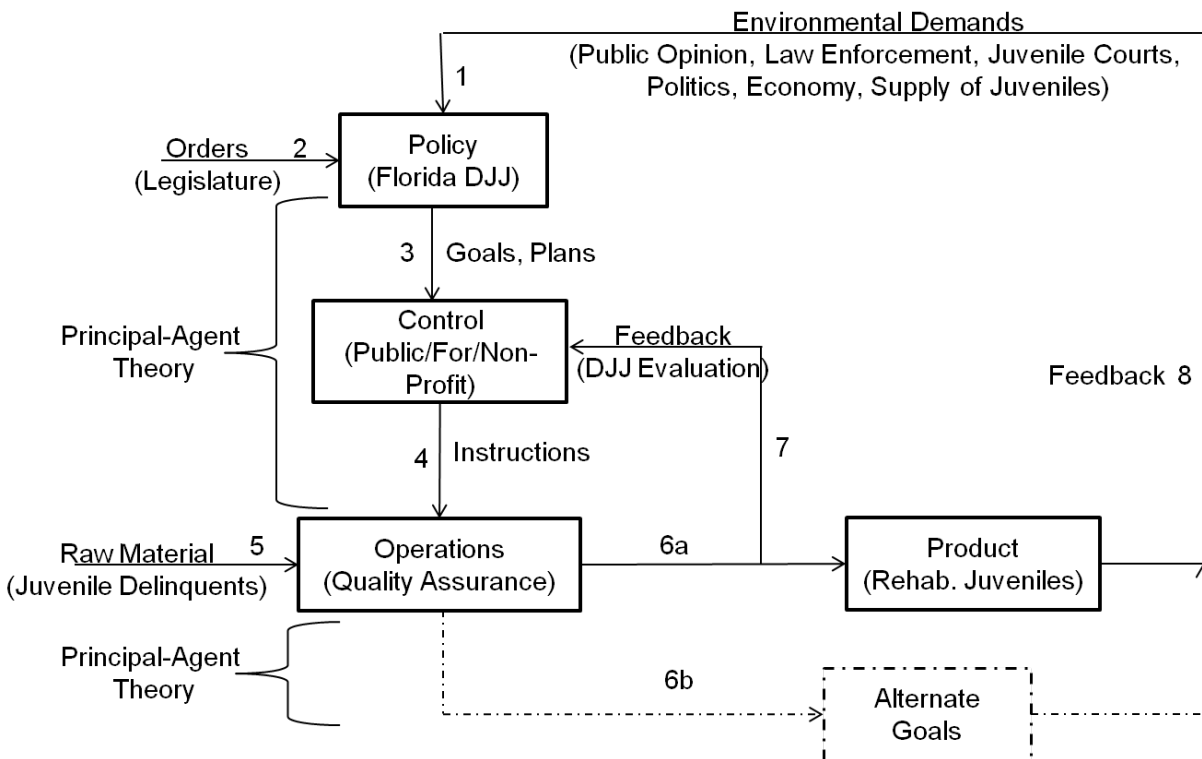 Environmental Demands
(Public Opinion, Law Enforcement, Juvenile Courts,
Politics, Economy, Supply of Juveniles)
1
Orders 2
(Legislature)
Policy
(Florida DJJ)
3 Goals, Plans
Principal-Agent
Theory
Control
(Public/For/Non-
Profit)
Feedback
(DJJ Evaluation)
Feedback 8
4 Instructions
7
Raw Material 5
(Juvenile Delinquents)
Operations
(Quality Assurance)
6a
Product
(Rehab. Juveniles)
Principal-Agent
Theory
6b
Alternate
Goals